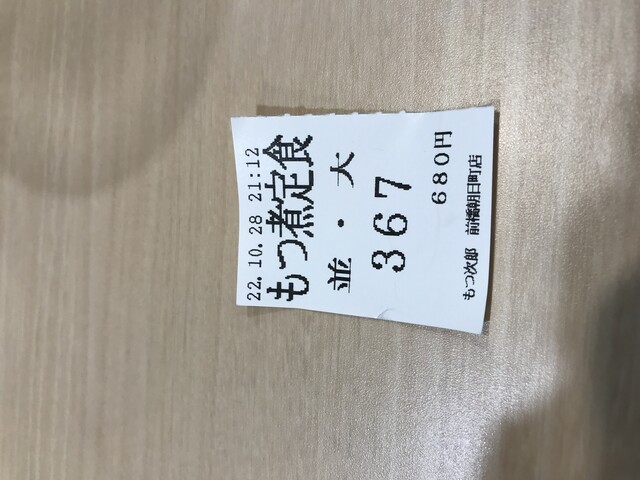 22.10.28 21:12
もつ煮定食
並・大
367
680円
もつ次郎 前橋朝日町店